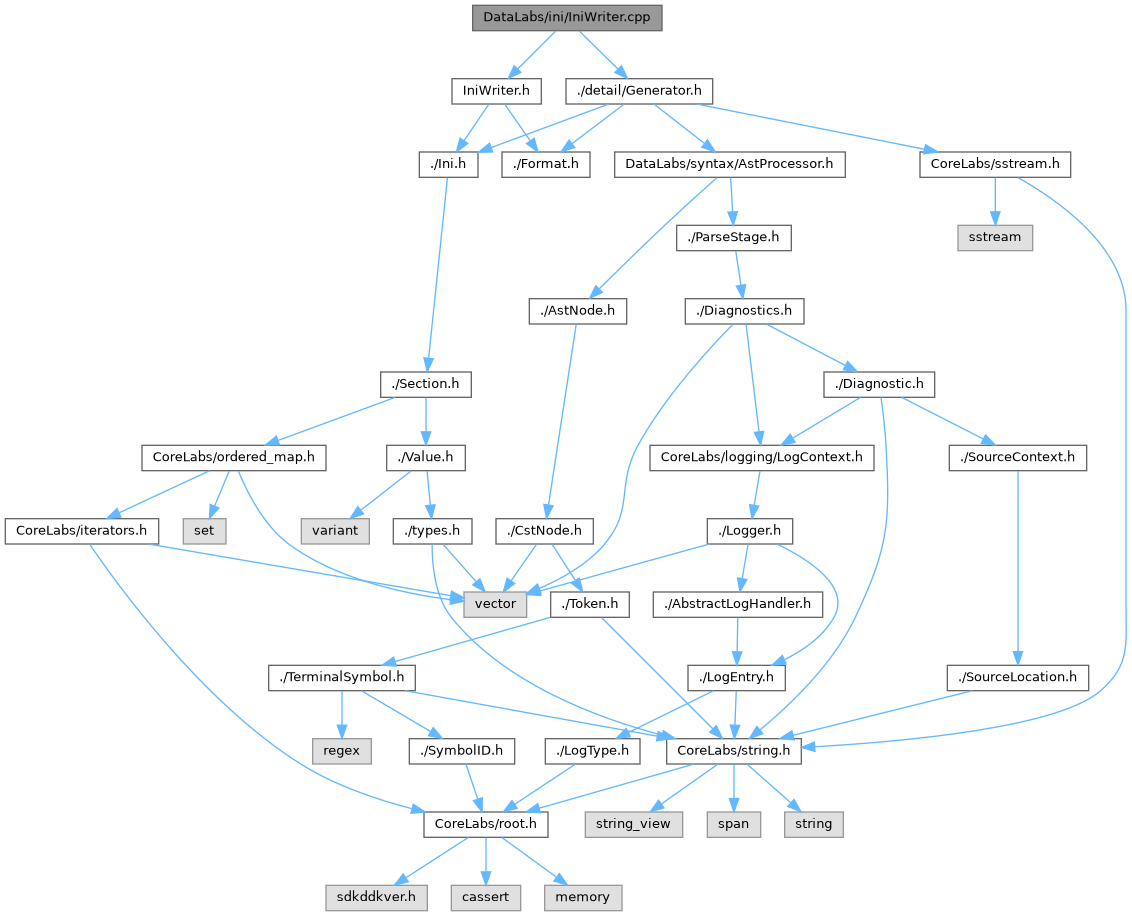 DataLabs/ini/IniWriter.cpp
IniWriter.h
./detail/Generator.h
./Ini.h
./Format.h
DataLabs/syntax/AstProcessor.h
CoreLabs/sstream.h
./ParseStage.h
sstream
./AstNode.h
./Diagnostics.h
./Section.h
./Diagnostic.h
CoreLabs/ordered_map.h
./Value.h
CoreLabs/logging/LogContext.h
./SourceContext.h
CoreLabs/iterators.h
set
variant
./types.h
./CstNode.h
./Logger.h
vector
./Token.h
./AbstractLogHandler.h
./TerminalSymbol.h
./LogEntry.h
./SourceLocation.h
regex
./SymbolID.h
./LogType.h
CoreLabs/string.h
CoreLabs/root.h
string_view
span
string
sdkddkver.h
cassert
memory